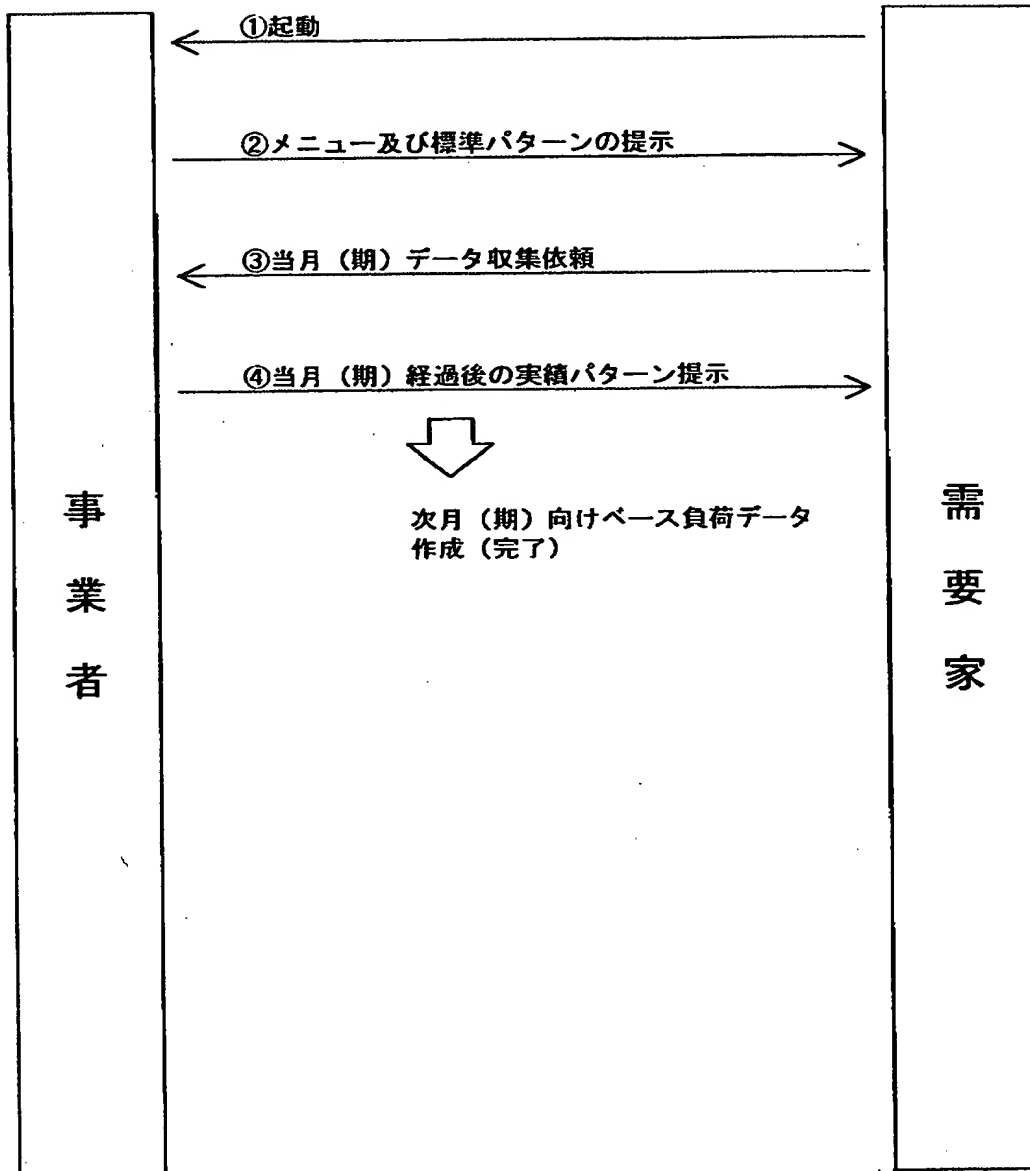 ①起動
②メニュー及び標準パターンの提示
③当月（期）データ収集依頼
④当月（期）経過後の実績パターン提示
次月（期）向けベース負荷データ
作成（完了）
事業者
需要家